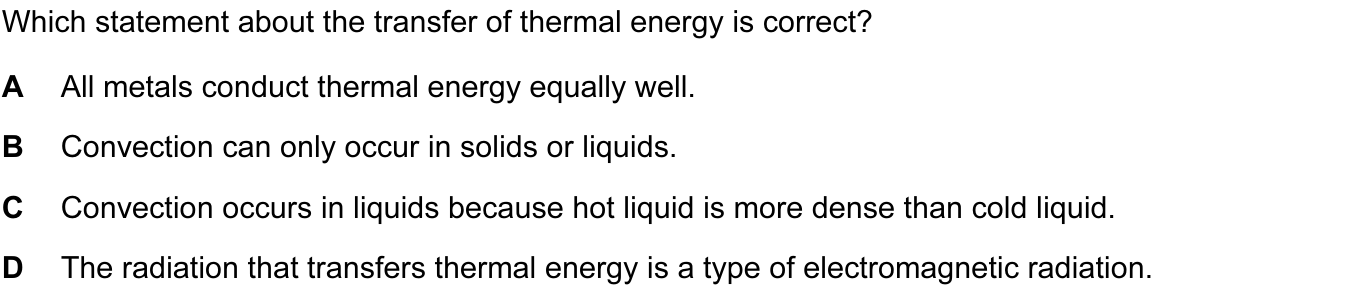 Which statement about the transfer of thermal energy is correct?
A All metals conduct thermal energy equally well.
B Convection can only occur in solids or liquids.
C Convection occurs in liquids because hot liquid is more dense than cold liquid.
D The radiation that transfers thermal energy is a type of electromagnetic radiation.